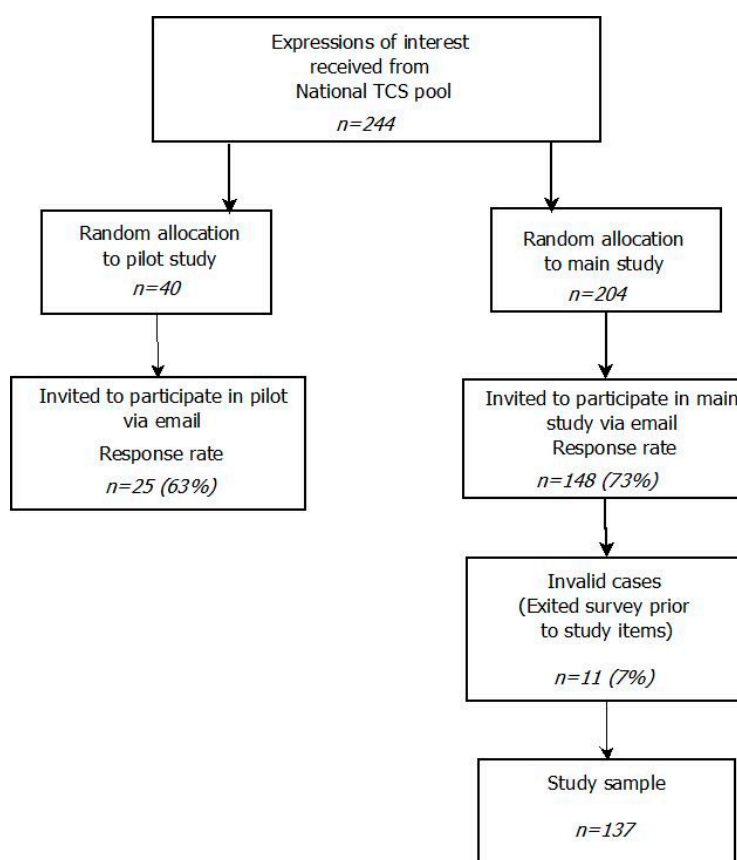 Expressions of interest
received from
National TCS pool
n=244
Random allocation
to pilot study
n=40
Random allocation
to main study
n=204
Invited to participate in pilot
via email
Response rate
n=25 (63%)
Invited to participate in main
study via email
Response rate
n=148 (73%)
Invalid cases
(Exited survey prior
to study items)
n=11 (7%)
Study sample
n=137